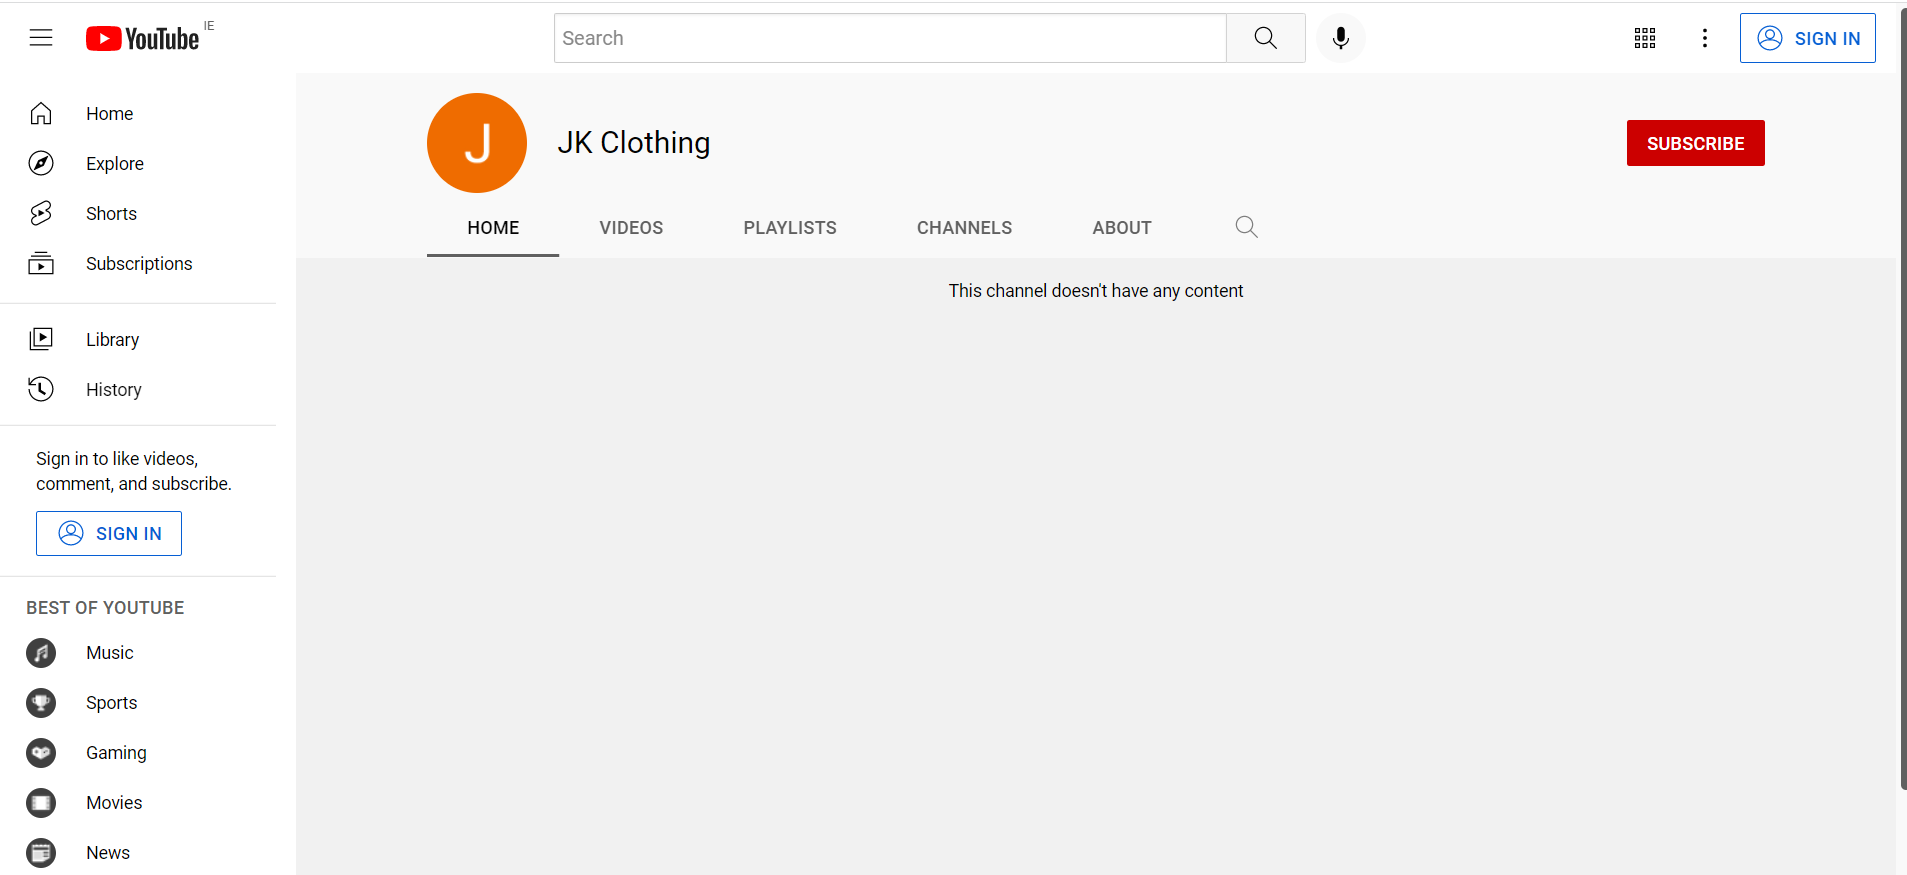 YouTube IE
Search
SIGN IN
Home
Explore
Shorts
Subscriptions
Library
History
Sign in to like videos,
comment, and subscribe.
SIGN IN
BEST OF YOUTUBE
Music
Sports
Gaming
Movies
News
J
JK Clothing
SUBSCRIBE
HOME VIDEOS PLAYLISTS CHANNELS ABOUT
This channel doesn't have any content